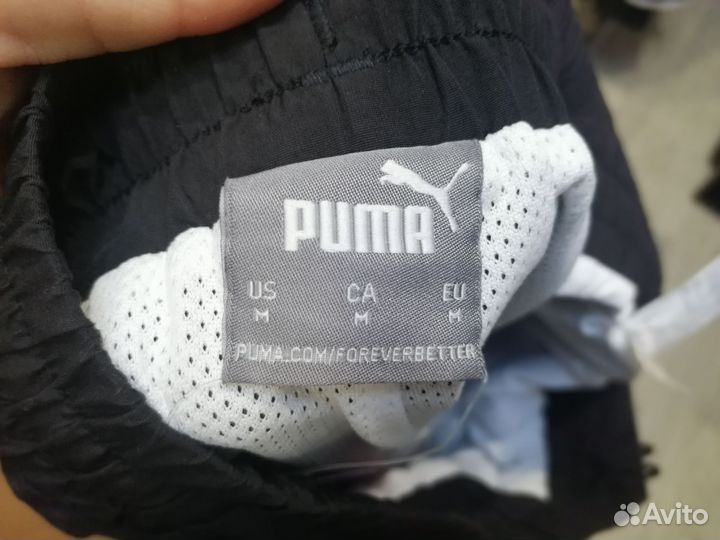 PUMA
US CA EU
M M M
PUMA.COM/FOREVERBETTER
Avito